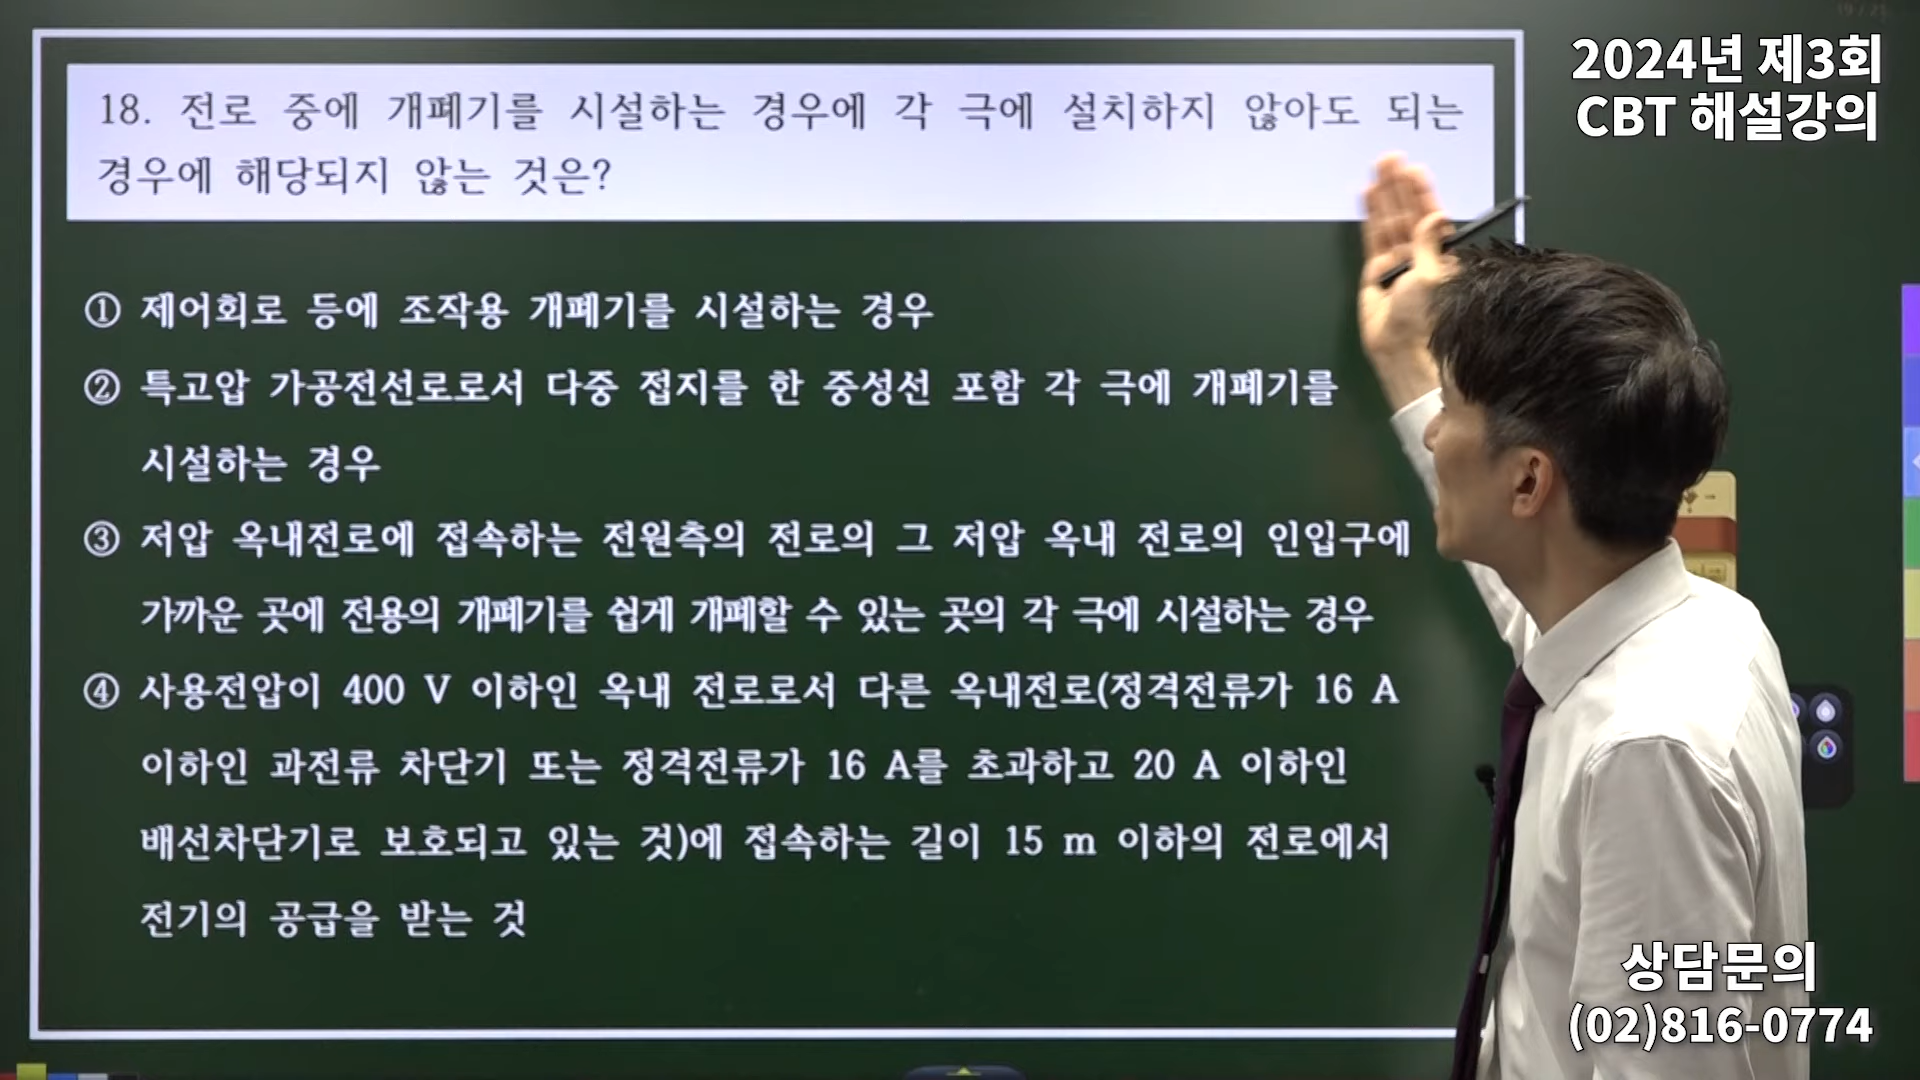 2024년 제3회
CBT 해설강의
18. 전로 중에 개폐기를 시설하는 경우에 각 극에 설치하지 않아도 되는
경우에 해당되지 않는 것은?
① 제어회로 등에 조작용 개폐기를 시설하는 경우
② 특고압 가공전선로로서 다중 접지를 한 중성선 포함 각 극에 개폐기를
시설하는 경우
③ 저압 옥내전로에 접속하는 전원측의 전로의 그 저압 옥내 전로의 인입구에
가까운 곳에 전용의 개폐기를 쉽게 개폐할 수 있는 곳의 각 극에 시설하는 경우
④ 사용전압이 400 V 이하인 옥내 전로로서 다른 옥내전로(정격전류가 16 A
이하인 과전류 차단기 또는 정격전류가 16 A를 초과하고 20 A 이하인
배선차단기로 보호되고 있는 것)에 접속하는 길이 15 m 이하의 전로에서
전기의 공급을 받는 것
상담문의
(02)816-0774